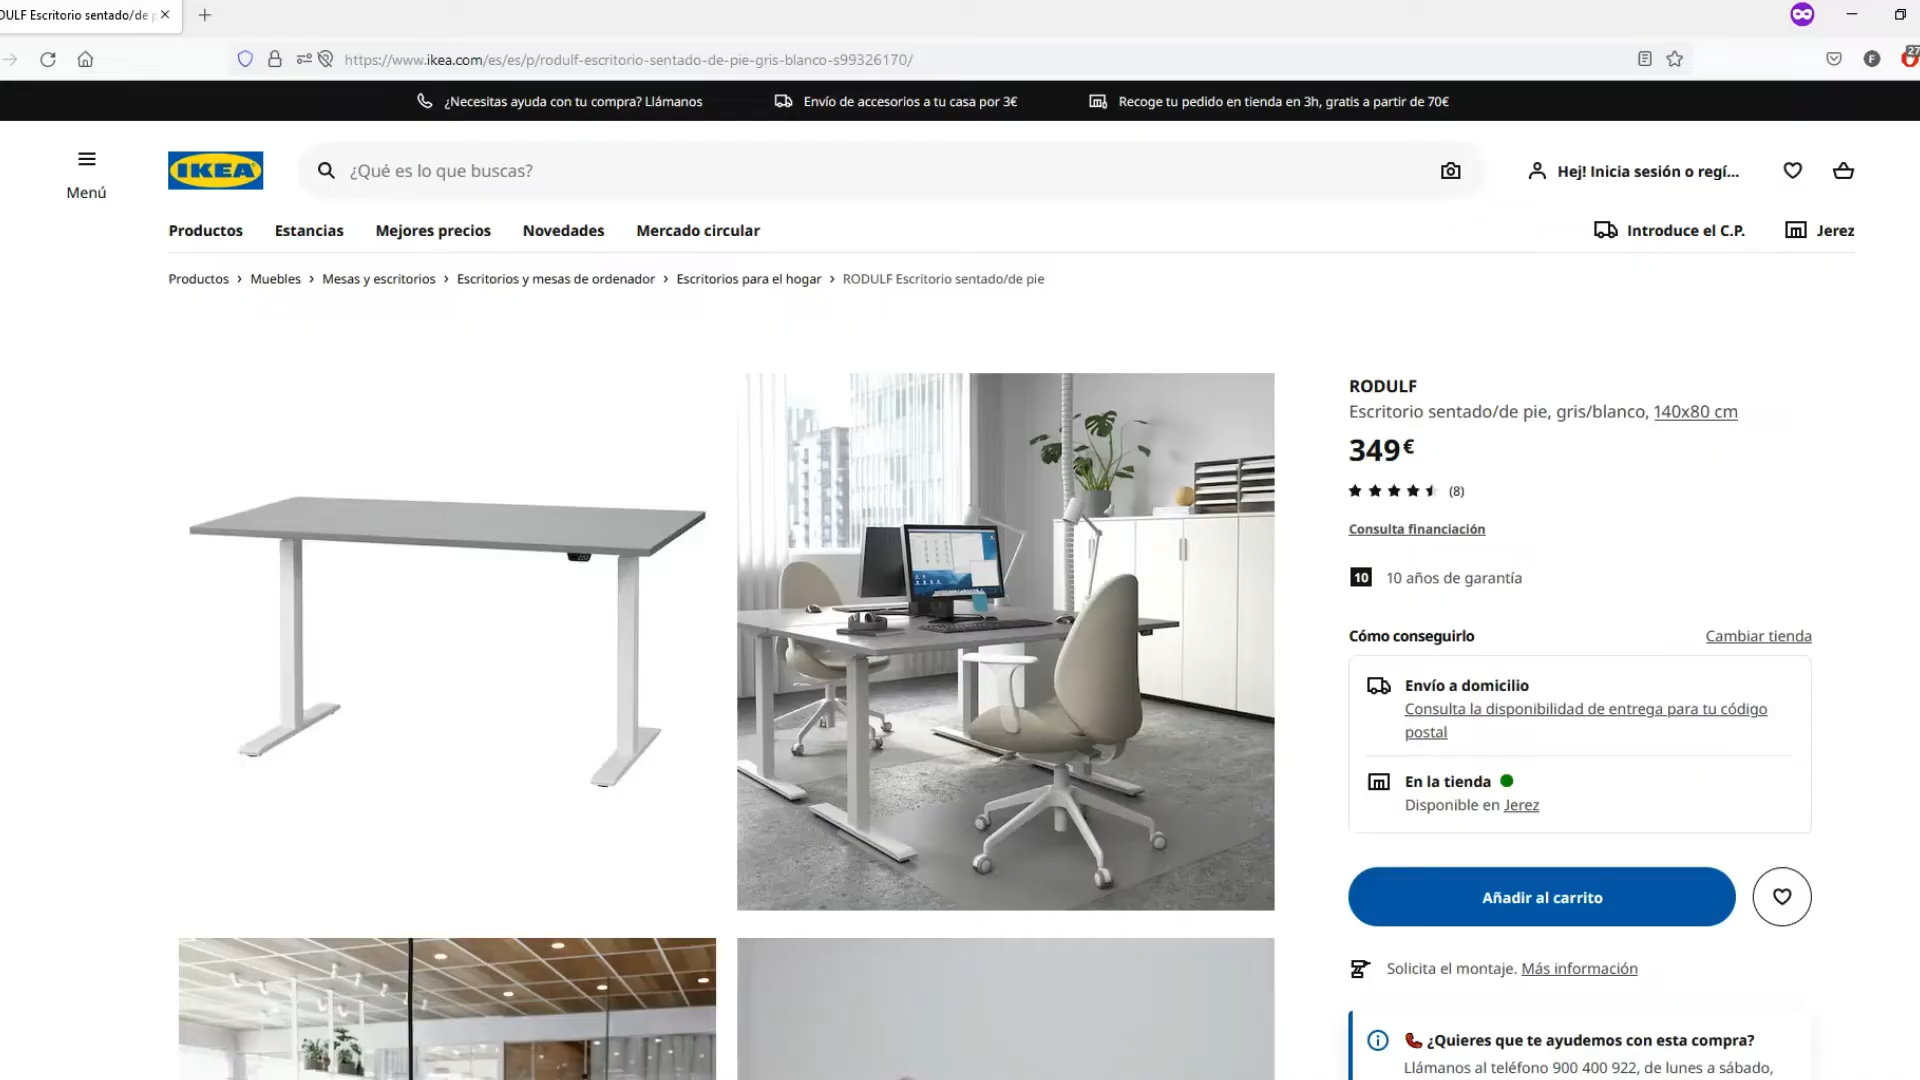 DULF Escritorio sentado/de p
https://www.ikea.com/es/es/p/rodulf-escritorio-sentado-de-pie-gris-blanco-s99326170/
F
27
¿Necesitas ayuda con tu compra? Llámanos
Envío de accesorios a tu casa por 3€
Recoge tu pedido en tienda en 3h, gratis a partir de 70€
Menú
IKEA
¿Qué es lo que buscas?
Hej! Inicia sesión o regí...
Productos
Estancias
Mejores precios
Novedades
Mercado circular
Introduce el C.P.
Jerez
Productos › Muebles › Mesas y escritorios › Escritorios y mesas de ordenador › Escritorios para el hogar › RODULF Escritorio sentado/de pie
RODULF
Escritorio sentado/de pie, gris/blanco, 140x80 cm
349€
(8)
Consulta financiación
10
10 años de garantía
Cómo conseguirlo
Cambiar tienda
Envío a domicilio
Consulta la disponibilidad de entrega para tu código
postal
En la tienda
Disponible en Jerez
Añadir al carrito
Solicita el montaje. Más información
¿Quieres que te ayudemos con esta compra?
Llámanos al teléfono 900 400 922, de lunes a sábado,